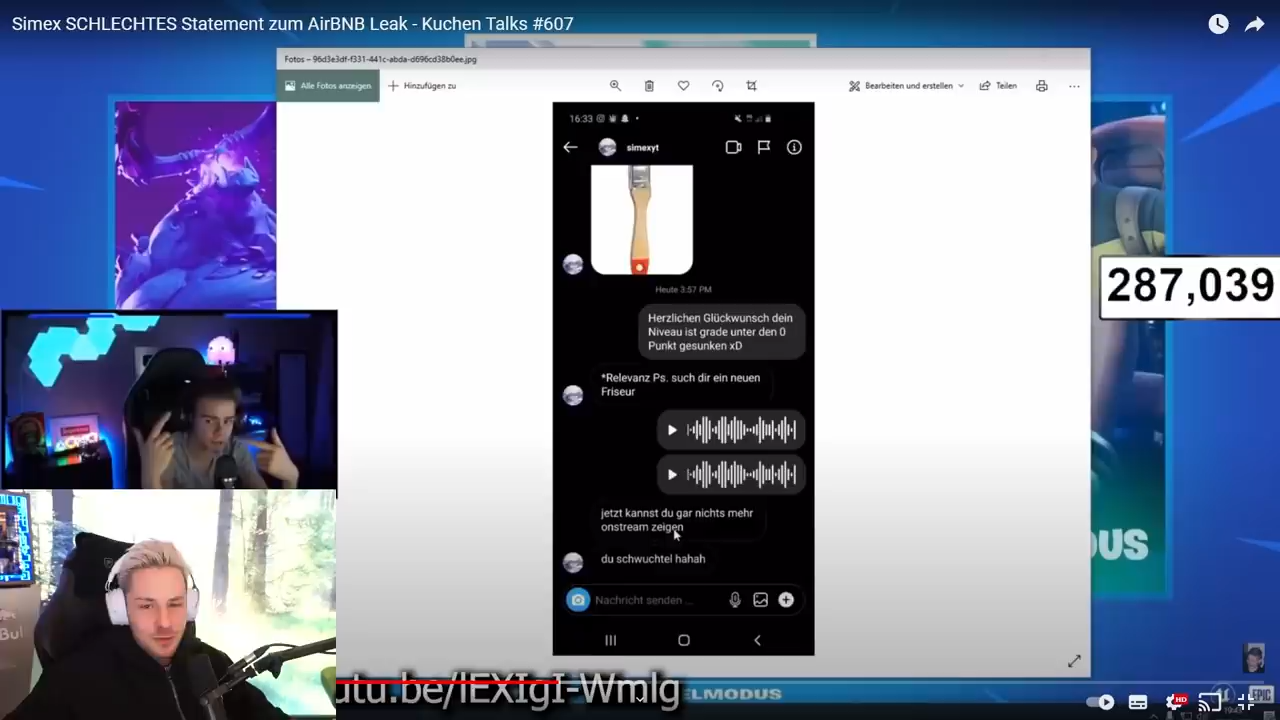 Simex SCHLECHTES Statement zum AirBNB Leak - Kuchen Talks #607
Fotos – 96d3e3df-f331-441c-abda-d696cd38b0ee.jpg
Alle Fotos anzeigen
Hinzufügen zu
Bearbeiten und erstellen
Teilen
16:33
simexyt
Heute 3:57 PM
Herzlichen Glückwunsch dein
Niveau ist grade unter den 0
Punkt gesunken xD
*Relevanz Ps. such dir ein neuen
Friseur
jetzt kannst du gar nichts mehr
onstream zeigen
du schwuchtel hahah
Nachricht senden ...
287,039
utu.be/lEXIgI-Wmlg
ELMODUS
HD
EPIC